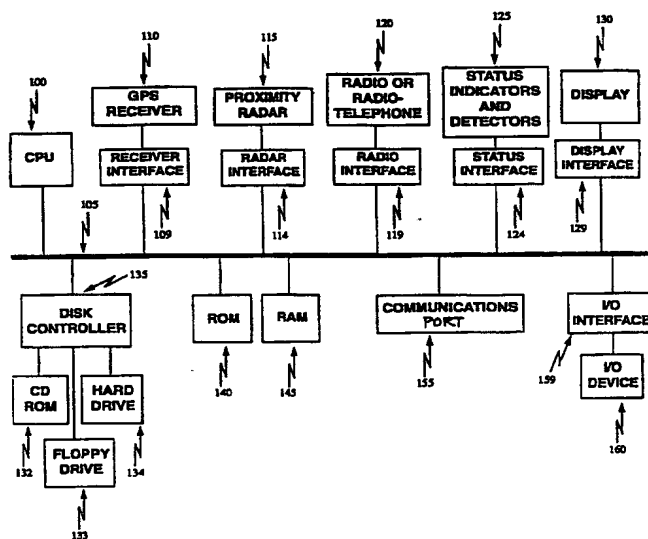 110
115
120
125
130
100
GPS
RECEIVER
PROXIMITY
RADAR
RADIO OR
RADIO-
TELEPHONE
STATUS
INDICATORS
AND
DETECTORS
DISPLAY
CPU
RECEIVER
INTERFACE
RADAR
INTERFACE
RADIO
INTERFACE
STATUS
INTERFACE
DISPLAY
INTERFACE
105
109
114
119
124
129
135
DISK
CONTROLLER
ROM
RAM
COMMUNICATIONS
PORT
I/O
INTERFACE
CD
ROM
HARD
DRIVE
140
145
155
159
I/O
DEVICE
132
FLOPPY
DRIVE
134
160
133